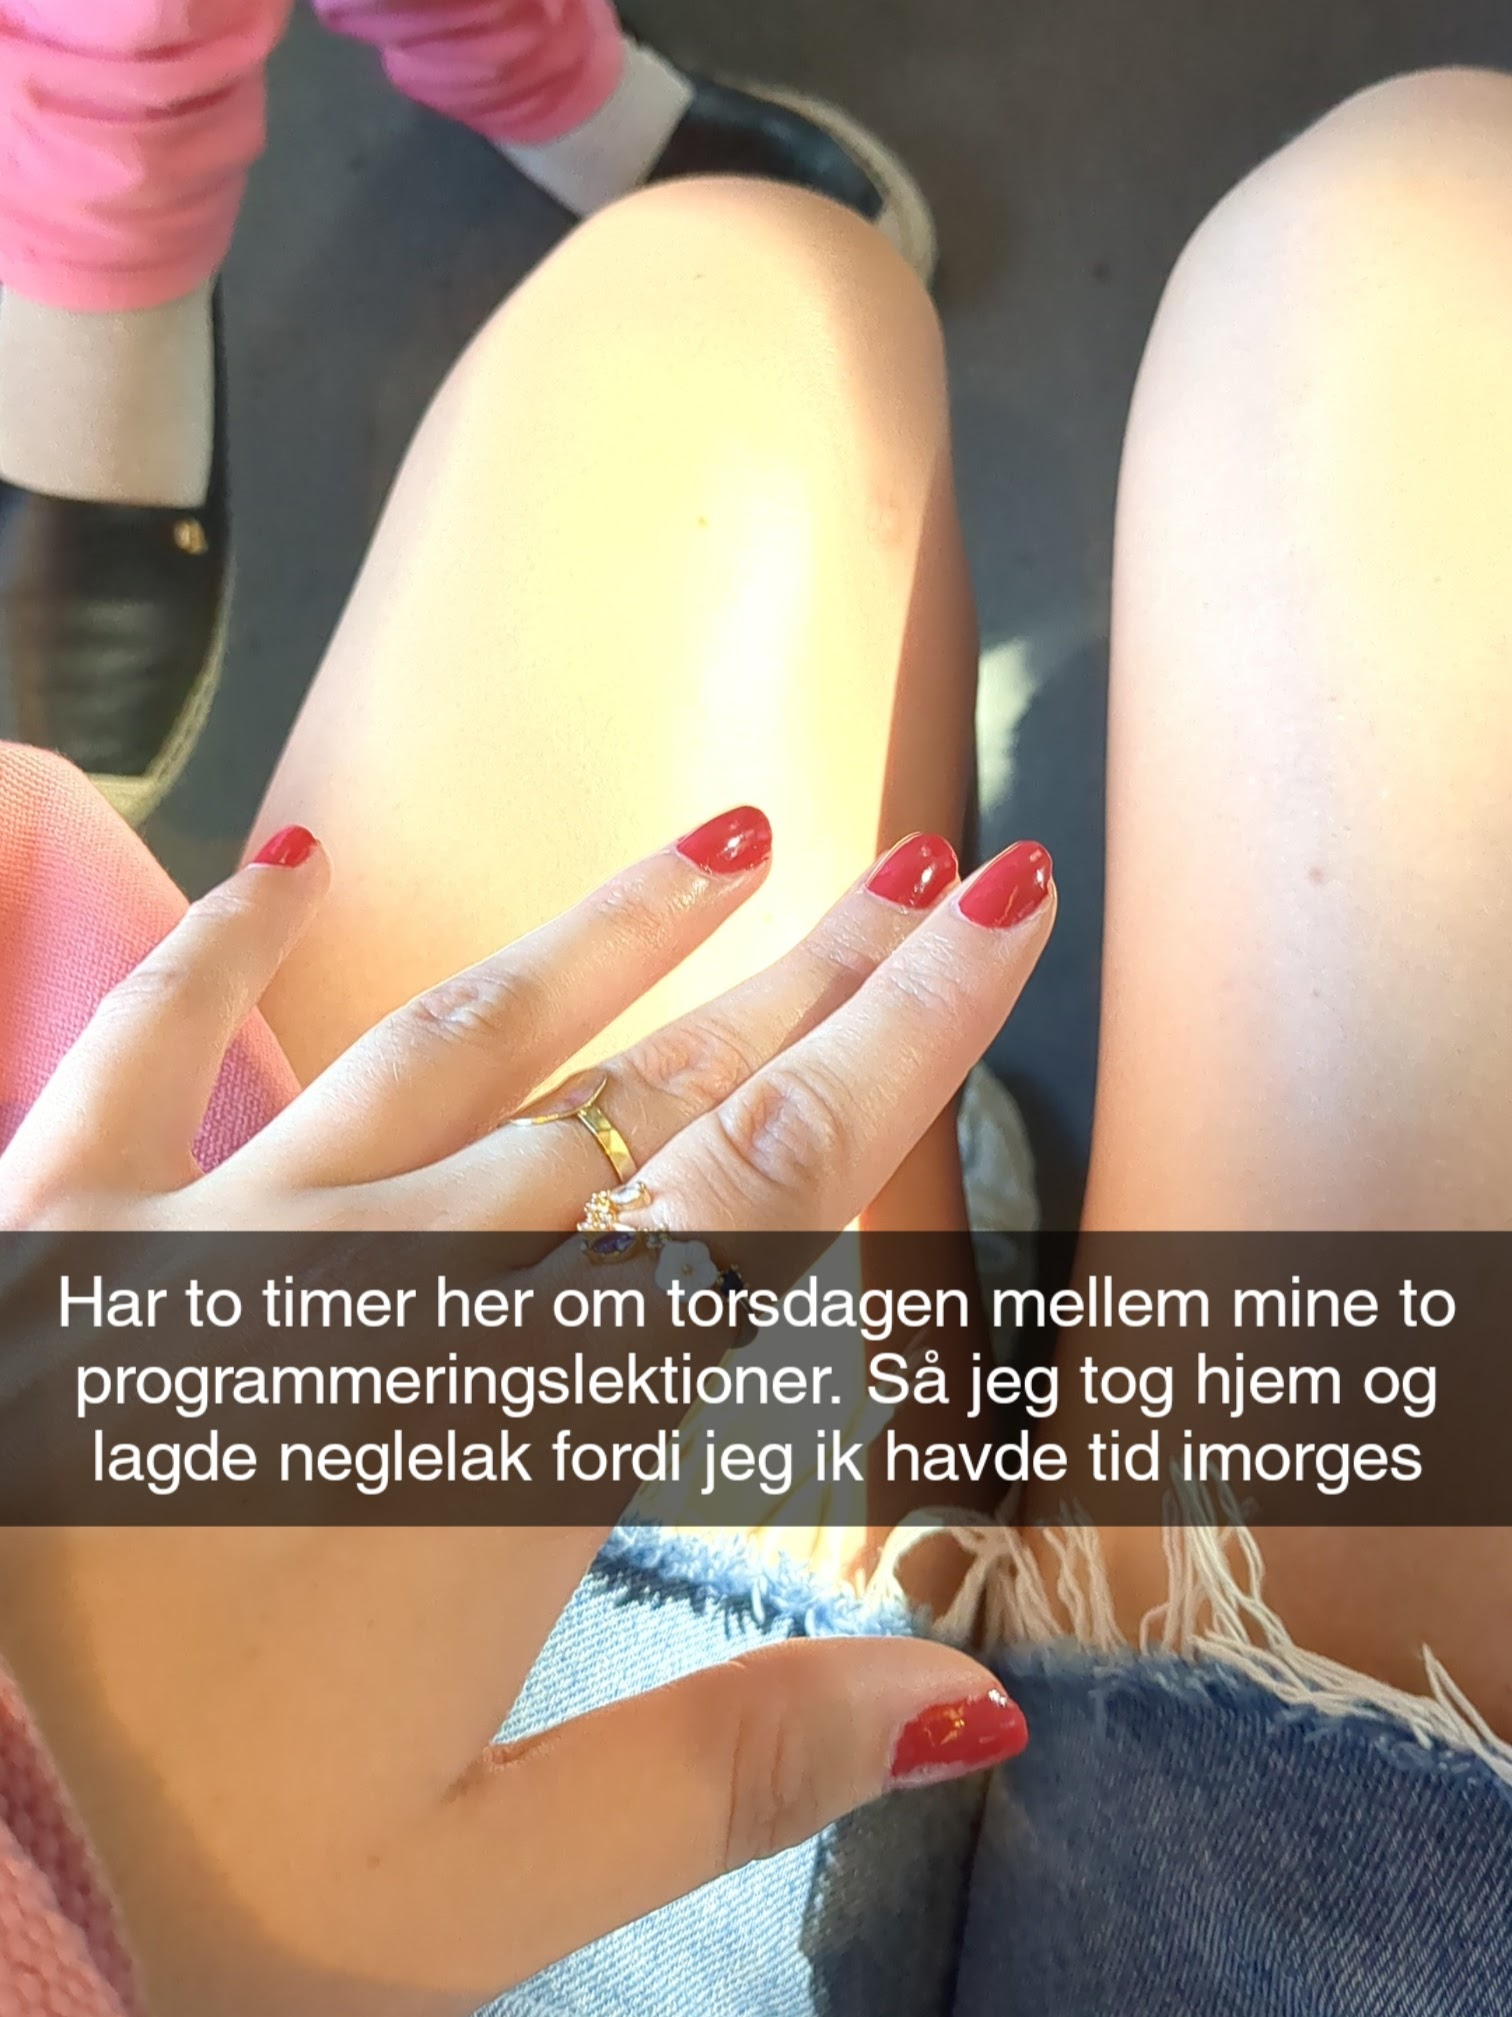 Har to timer her om torsdagen mellem mine to
programmeringslektioner. Så jeg tog hjem og
lagde neglelak fordi jeg ik havde tid imorges